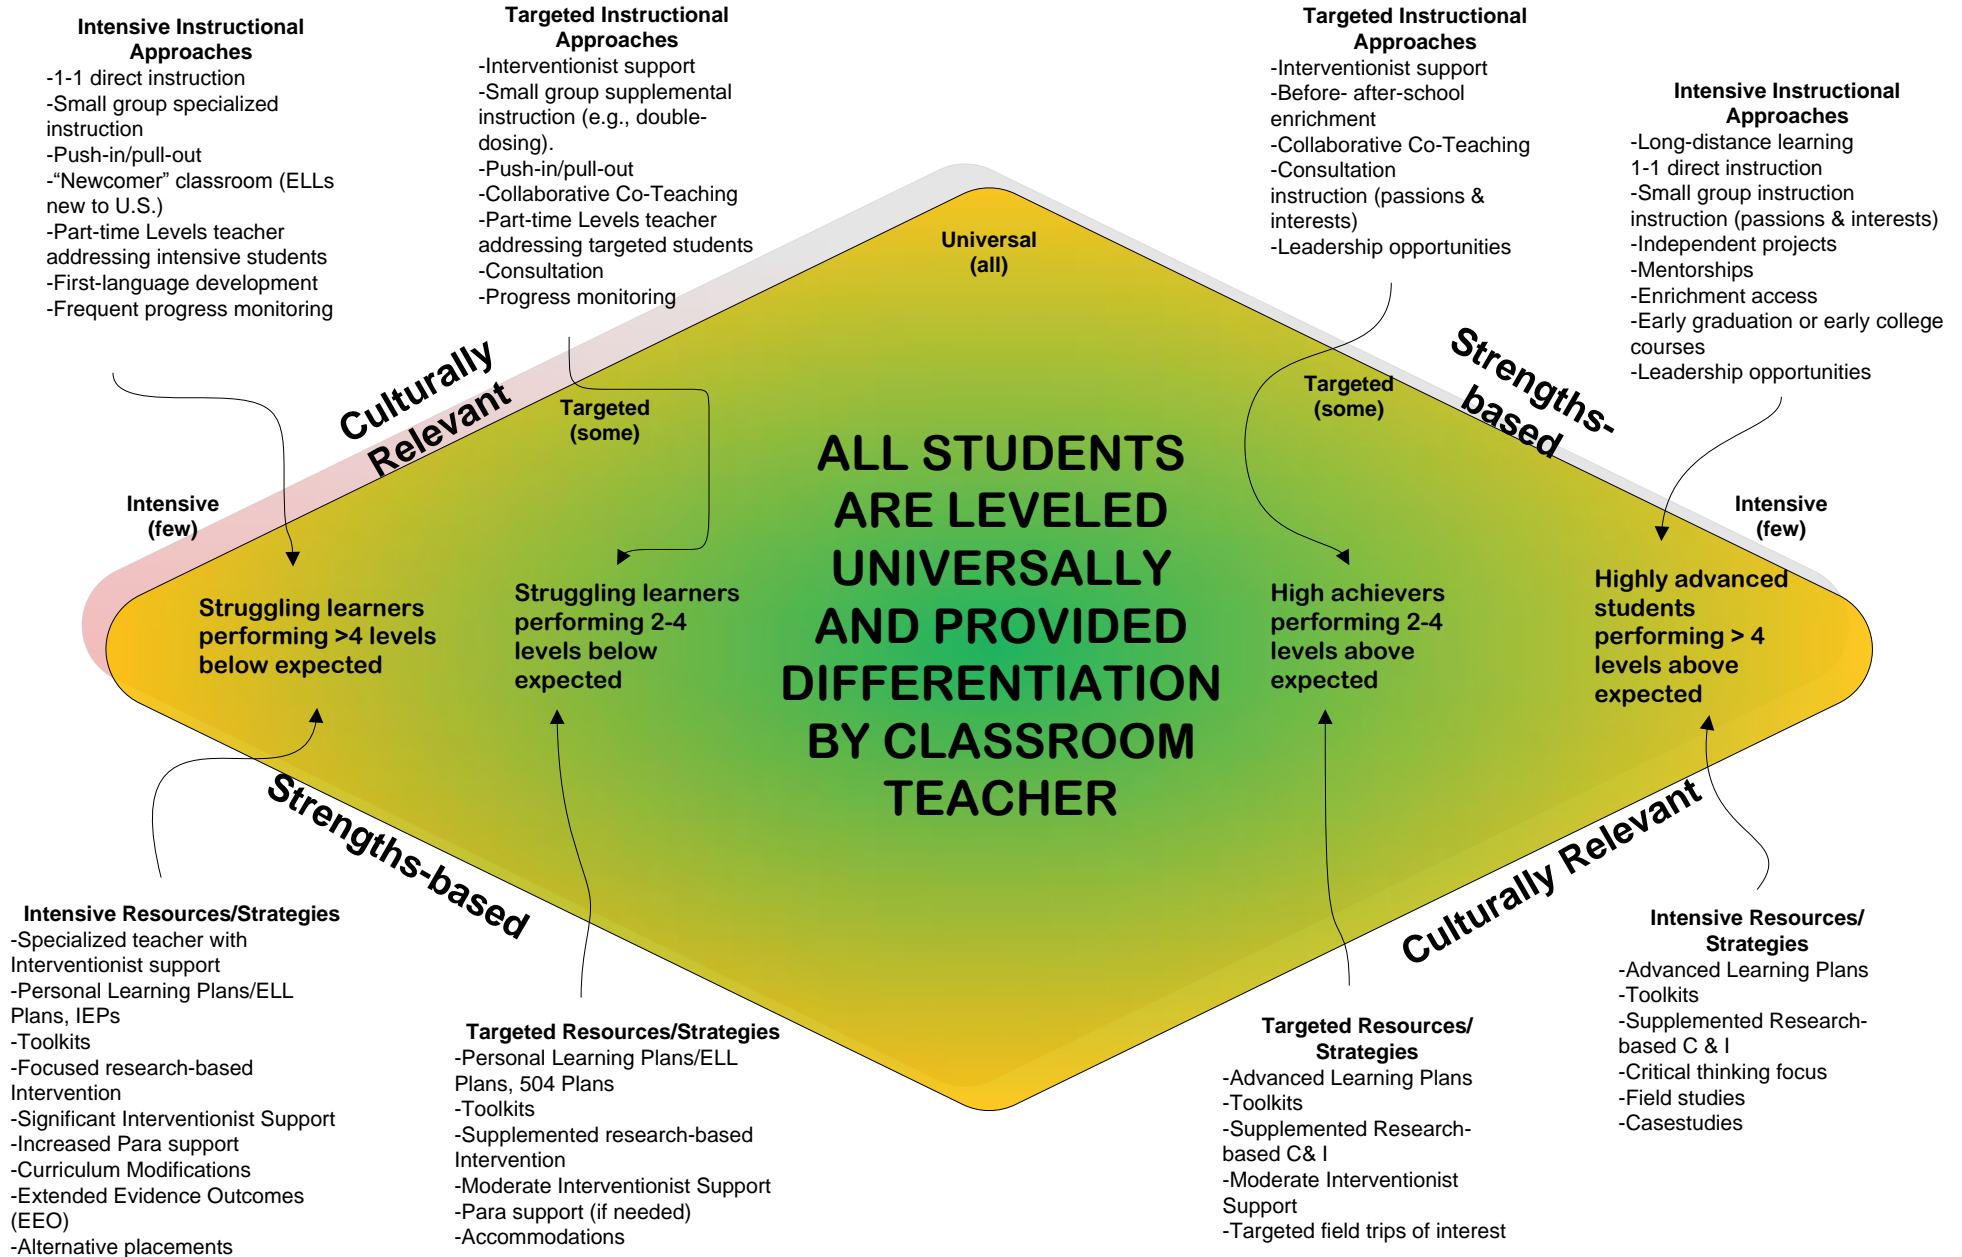 Intensive Instructional
Approaches
-1-1 direct instruction
-Small group specialized
instruction
-Push-in/pull-out
-“Newcomer” classroom (ELLs
new to U.S.)
-Part-time Levels teacher
addressing intensive students
-First-language development
-Frequent progress monitoring
Targeted Instructional
Approaches
-Interventionist support
-Small group supplemental
instruction (e.g., double-
dosing).
-Push-in/pull-out
-Collaborative Co-Teaching
-Part-time Levels teacher
addressing targeted students
-Consultation
-Progress monitoring
Targeted Instructional
Approaches
-Interventionist support
-Before- after-school
enrichment
-Collaborative Co-Teaching
-Consultation
instruction (passions &
interests)
-Leadership opportunities
Intensive Instructional
Approaches
-Long-distance learning
1-1 direct instruction
-Small group instruction
instruction (passions & interests)
-Independent projects
-Mentorships
-Enrichment access
-Early graduation or early college
courses
-Leadership opportunities
Universal
(all)
Culturally
Relevant
Strengths-
based
Targeted
(some)
Targeted
(some)
Intensive
(few)
Intensive
(few)
Struggling learners
performing >4 levels
below expected
Struggling learners
performing 2-4
levels below
expected
ALL STUDENTS
ARE LEVELED
UNIVERSALLY
AND PROVIDED
DIFFERENTIATION
BY CLASSROOM
TEACHER
High achievers
performing 2-4
levels above
expected
Highly advanced
students
performing > 4
levels above
expected
Strengths-based
Culturally Relevant
Intensive Resources/Strategies
-Specialized teacher with
Interventionist support
-Personal Learning Plans/ELL
Plans, IEPs
-Toolkits
-Focused research-based
Intervention
-Significant Interventionist Support
-Increased Para support
-Curriculum Modifications
-Extended Evidence Outcomes
(EEO)
-Alternative placements
Targeted Resources/Strategies
-Personal Learning Plans/ELL
Plans, 504 Plans
-Toolkits
-Supplemented research-based
Intervention
-Moderate Interventionist Support
-Para support (if needed)
-Accommodations
Targeted Resources/
Strategies
-Advanced Learning Plans
-Toolkits
-Supplemented Research-
based C& I
-Moderate Interventionist
Support
-Targeted field trips of interest
Intensive Resources/
Strategies
-Advanced Learning Plans
-Toolkits
-Supplemented Research-
based C & I
-Critical thinking focus
-Field studies
-Casestudies